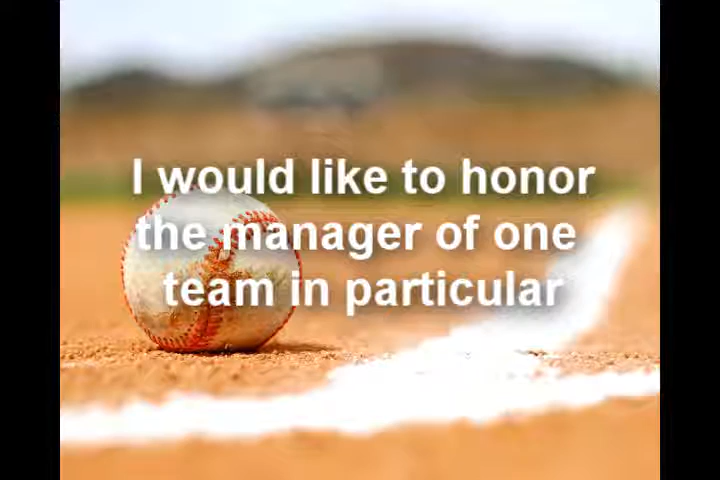 I would like to honor
the manager of one
team in particular